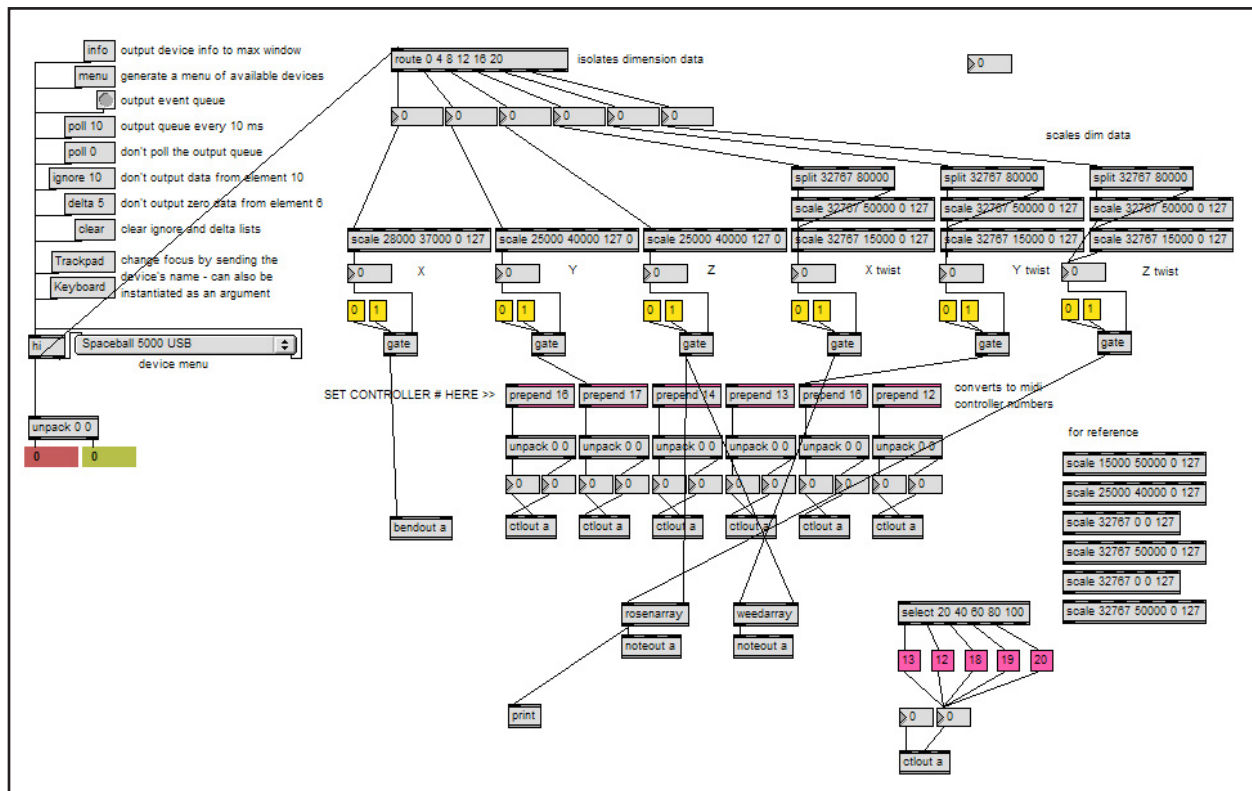 info output device info to max window
menu generate a menu of available devices
output event queue
poll 10 output queue every 10 ms
poll 0 don't poll the output queue
ignore 10 don't output data from element 10
delta 5 don't output zero data from element 6
clear clear ignore and delta lists
Trackpad change focus by sending the
device's name - can also be
Keyboard instantiated as an argument
hi Spaceball 5000 USB
device menu
unpack 0 0
0 0
route 0 4 8 12 16 20 isolates dimension data
0
0 0 0 0 0 0
scales dim data
split 32767 80000 split 32767 80000 split 32767 80000
scale 32767 50000 0 127 scale 32767 50000 0 127 scale 32767 50000 0 127
scale 28000 37000 0 127 scale 25000 40000 127 0 scale 25000 40000 127 0 scale 32767 15000 0 127 scale 32767 15000 0 127 scale 32767 15000 0 127
0 X 0 Y 0 Z 0 X twist 0 Y twist 0 Z twist
0 1 0 1 0 1 0 1 0 1 0 1
gate gate gate gate gate gate
SET CONTROLLER # HERE >> prepend 16 prepend 17 prepend 14 prepend 13 prepend 16 prepend 12 converts to midi
controller numbers
unpack 0 0 unpack 0 0 unpack 0 0 unpack 0 0 unpack 0 0 unpack 0 0
0 0 0 0 0 0 0 0 0 0 0 0
bendout a ctlout a ctlout a ctlout a ctlout a ctlout a ctlout a
for reference
scale 15000 50000 0 127
scale 25000 40000 0 127
scale 32767 0 0 127
scale 32767 50000 0 127
scale 32767 0 0 127
scale 32767 50000 0 127
rosenarray weedarray
noteout a noteout a
print
select 20 40 60 80 100
13 12 18 19 20
0 0
ctlout a